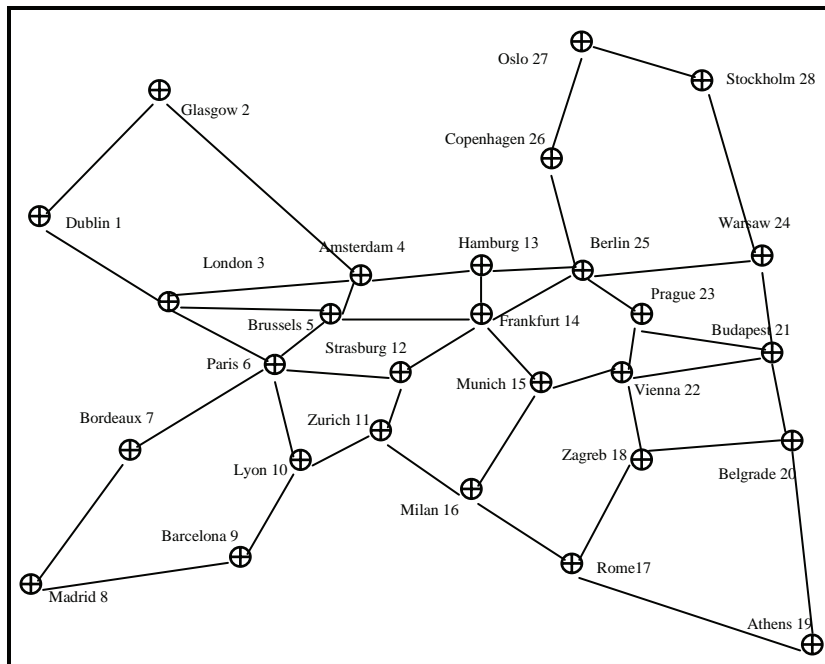 Oslo 27
Stockholm 28
Glasgow 2
Copenhagen 26
Dublin 1
Warsaw 24
Hamburg 13
Berlin 25
Amsterdam 4
London 3
Prague 23
Brussels 5
Frankfurt 14
Budapest 21
Strasburg 12
Paris 6
Munich 15
Vienna 22
Bordeaux 7
Zurich 11
Zagreb 18
Lyon 10
Belgrade 20
Milan 16
Barcelona 9
Rome17
Madrid 8
Athens 19